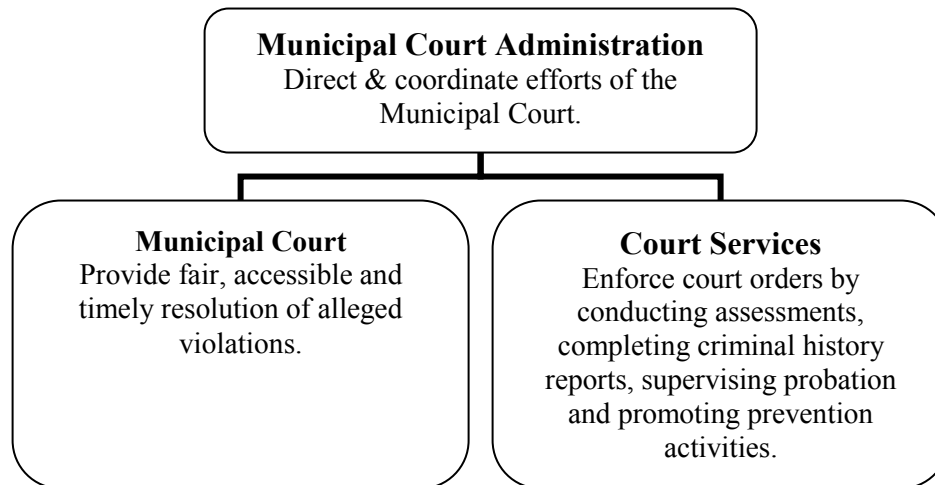 Municipal Court Administration
Direct & coordinate efforts of the
Municipal Court.
Municipal Court
Provide fair, accessible and
timely resolution of alleged
violations.
Court Services
Enforce court orders by
conducting assessments,
completing criminal history
reports, supervising probation
and promoting prevention
activities.